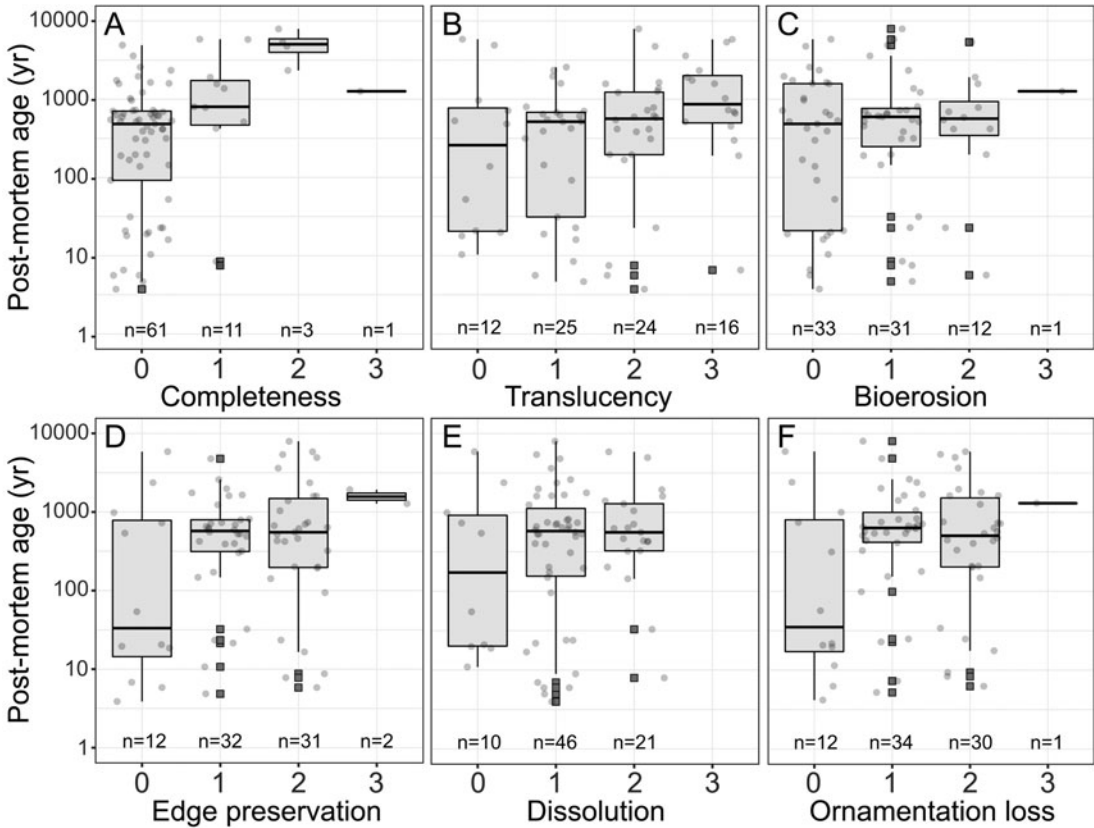 A
B
C
Post-mortem age (yr)
10000
1000
100
10
1
n=61 n=11 n=3 n=1
n=12 n=25 n=24 n=16
n=33 n=31 n=12 n=1
0 1 2 3
0 1 2 3
0 1 2 3
Completeness
Translucency
Bioerosion
D
E
F
Post-mortem age (yr)
10000
1000
100
10
1
n=12 n=32 n=31 n=2
n=10 n=46 n=21
n=12 n=34 n=30 n=1
0 1 2 3
0 1 2 3
0 1 2 3
Edge preservation
Dissolution
Ornamentation loss